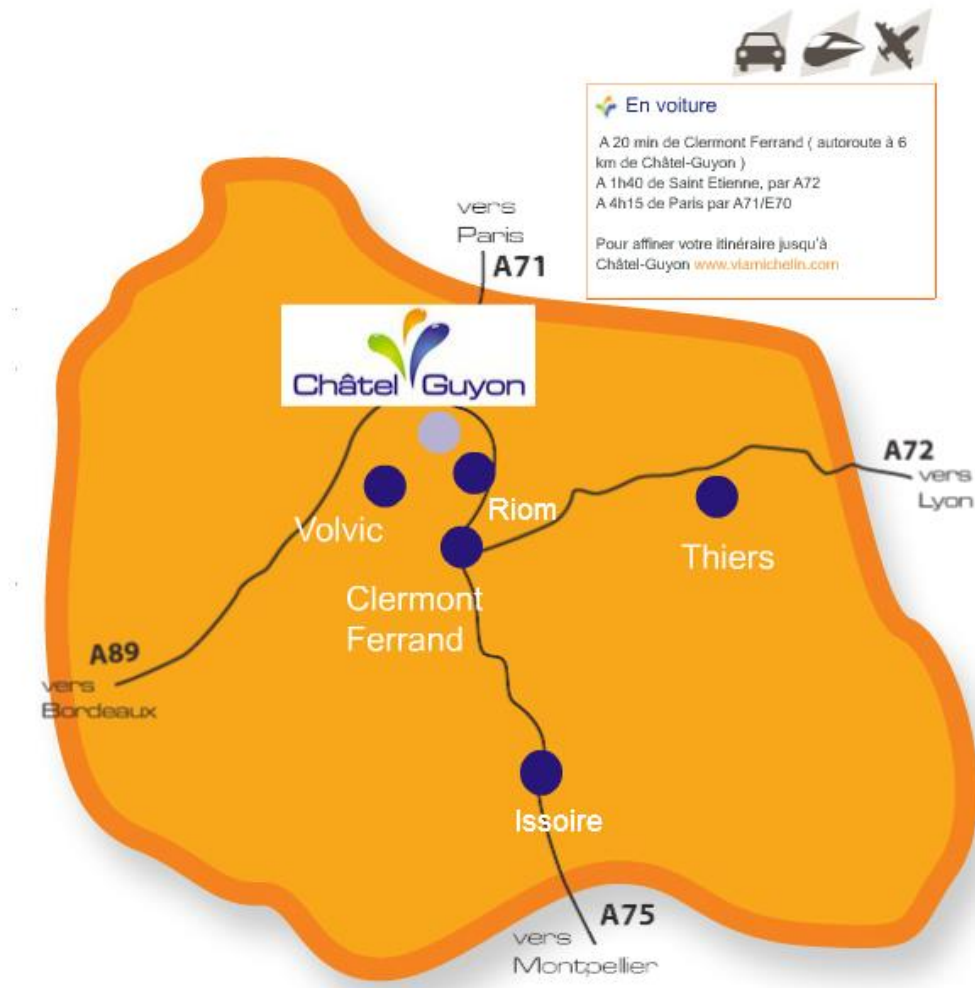 En voiture
A 20 min de Clermont Ferrand ( autoroute à 6
km de Châtel-Guyon )
A 1h40 de Saint Etienne, par A72
A 4h15 de Paris par A71/E70
Pour affiner votre itinéraire jusqu'à
Châtel-Guyon www.viamichelin.com
vers
Paris
A71
Châtel Guyon
A72
vers
Lyon
Riom
Volvic
Thiers
Clermont
Ferrand
A89
vers
Bordeaux
Issoire
A75
vers
Montpellier